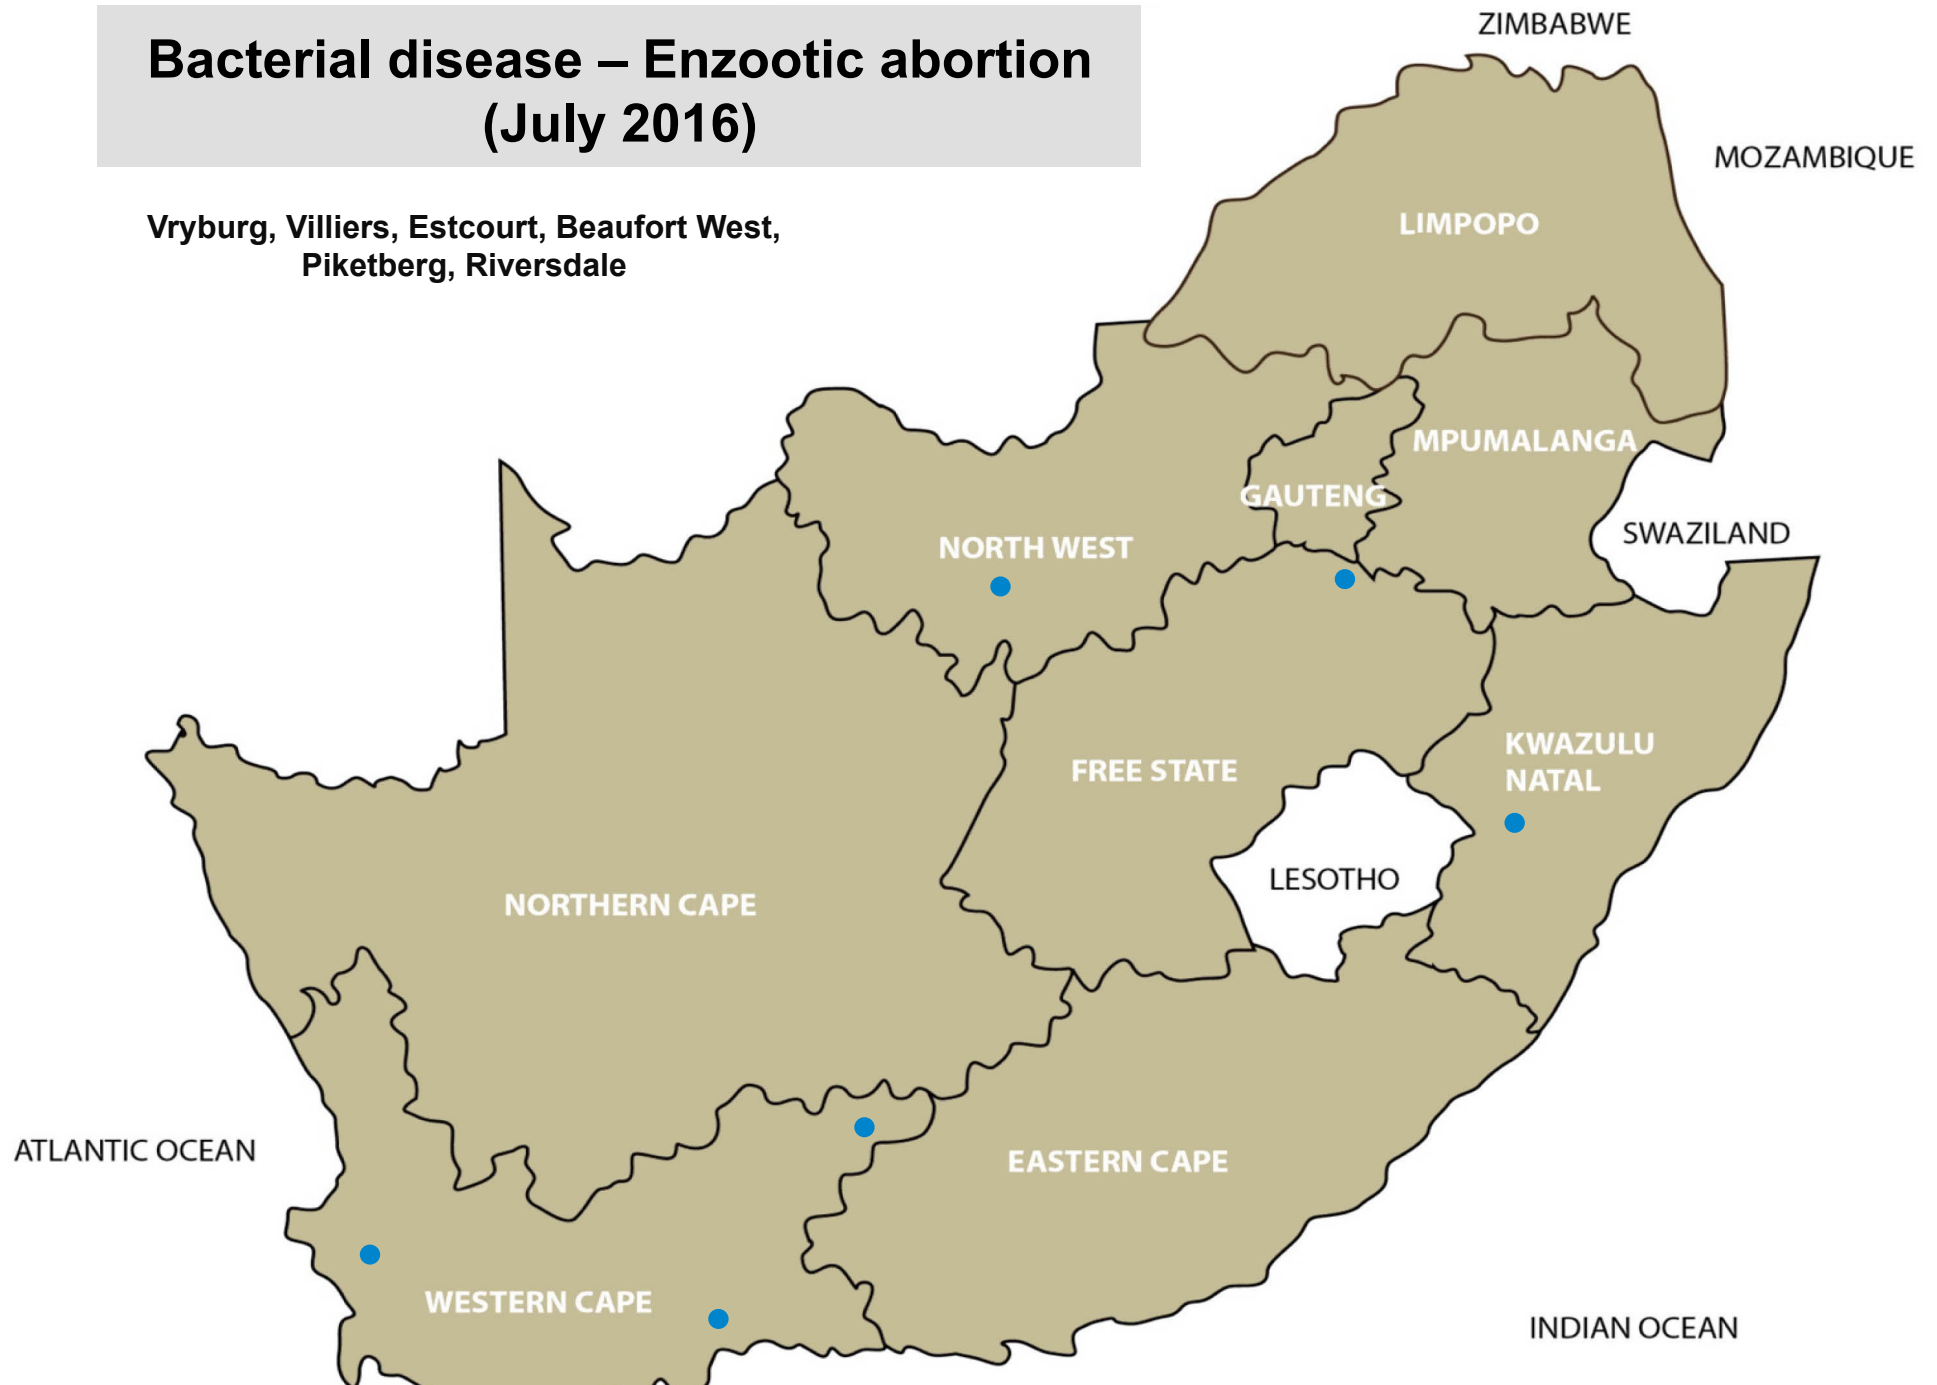 Bacterial disease – Enzootic abortion
(July 2016)
Vryburg, Villiers, Estcourt, Beaufort West,
Piketberg, Riversdale
ZIMBABWE
MOZAMBIQUE
LIMPOPO
MPUMALANGA
GAUTENG
SWAZILAND
NORTH WEST
KWAZULU
NATAL
FREE STATE
LESOTHO
NORTHERN CAPE
ATLANTIC OCEAN
EASTERN CAPE
WESTERN CAPE
INDIAN OCEAN